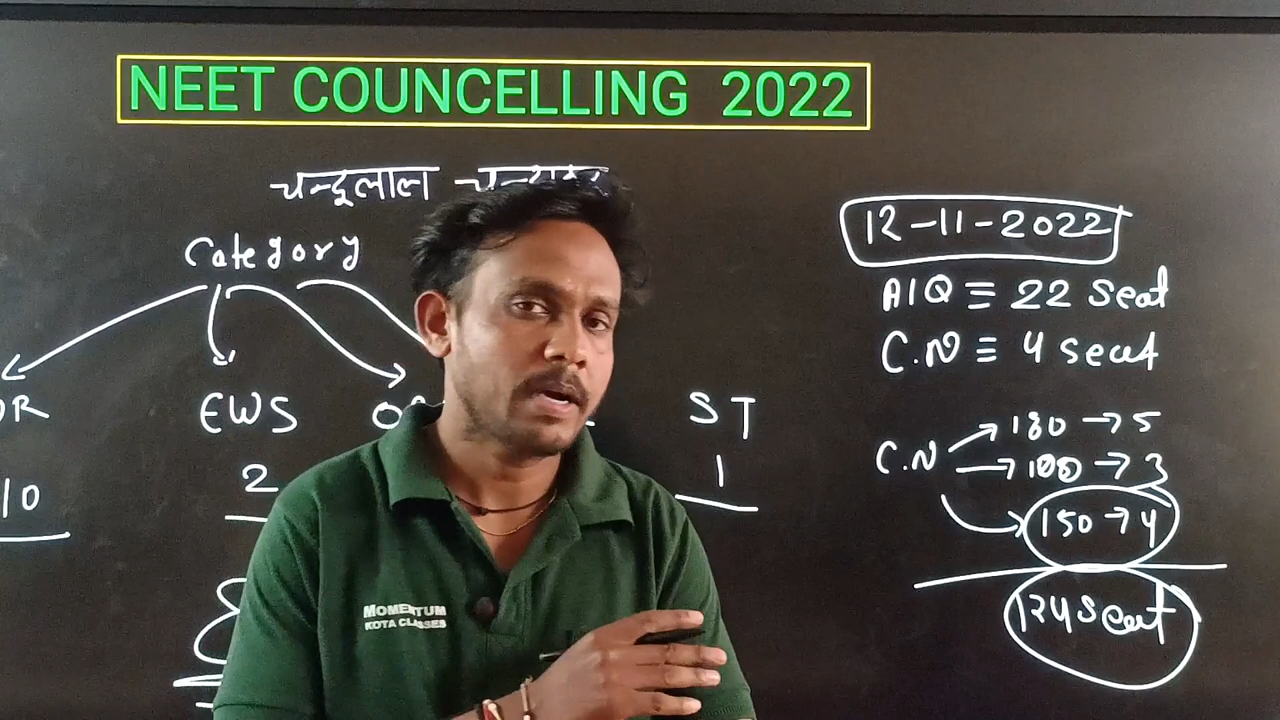 NEET COUNCELLING 2022
चन्दूलाल
Category
EWS
ST
10
2
1
12-11-2022
AIQ ≡ 22 Seat
C.N ≡ 4 seat
C.N → 180 → 5
→ 100 → 3
→ 150 → 4
124 Seat
MOMENTUM
KOTA CLASSES